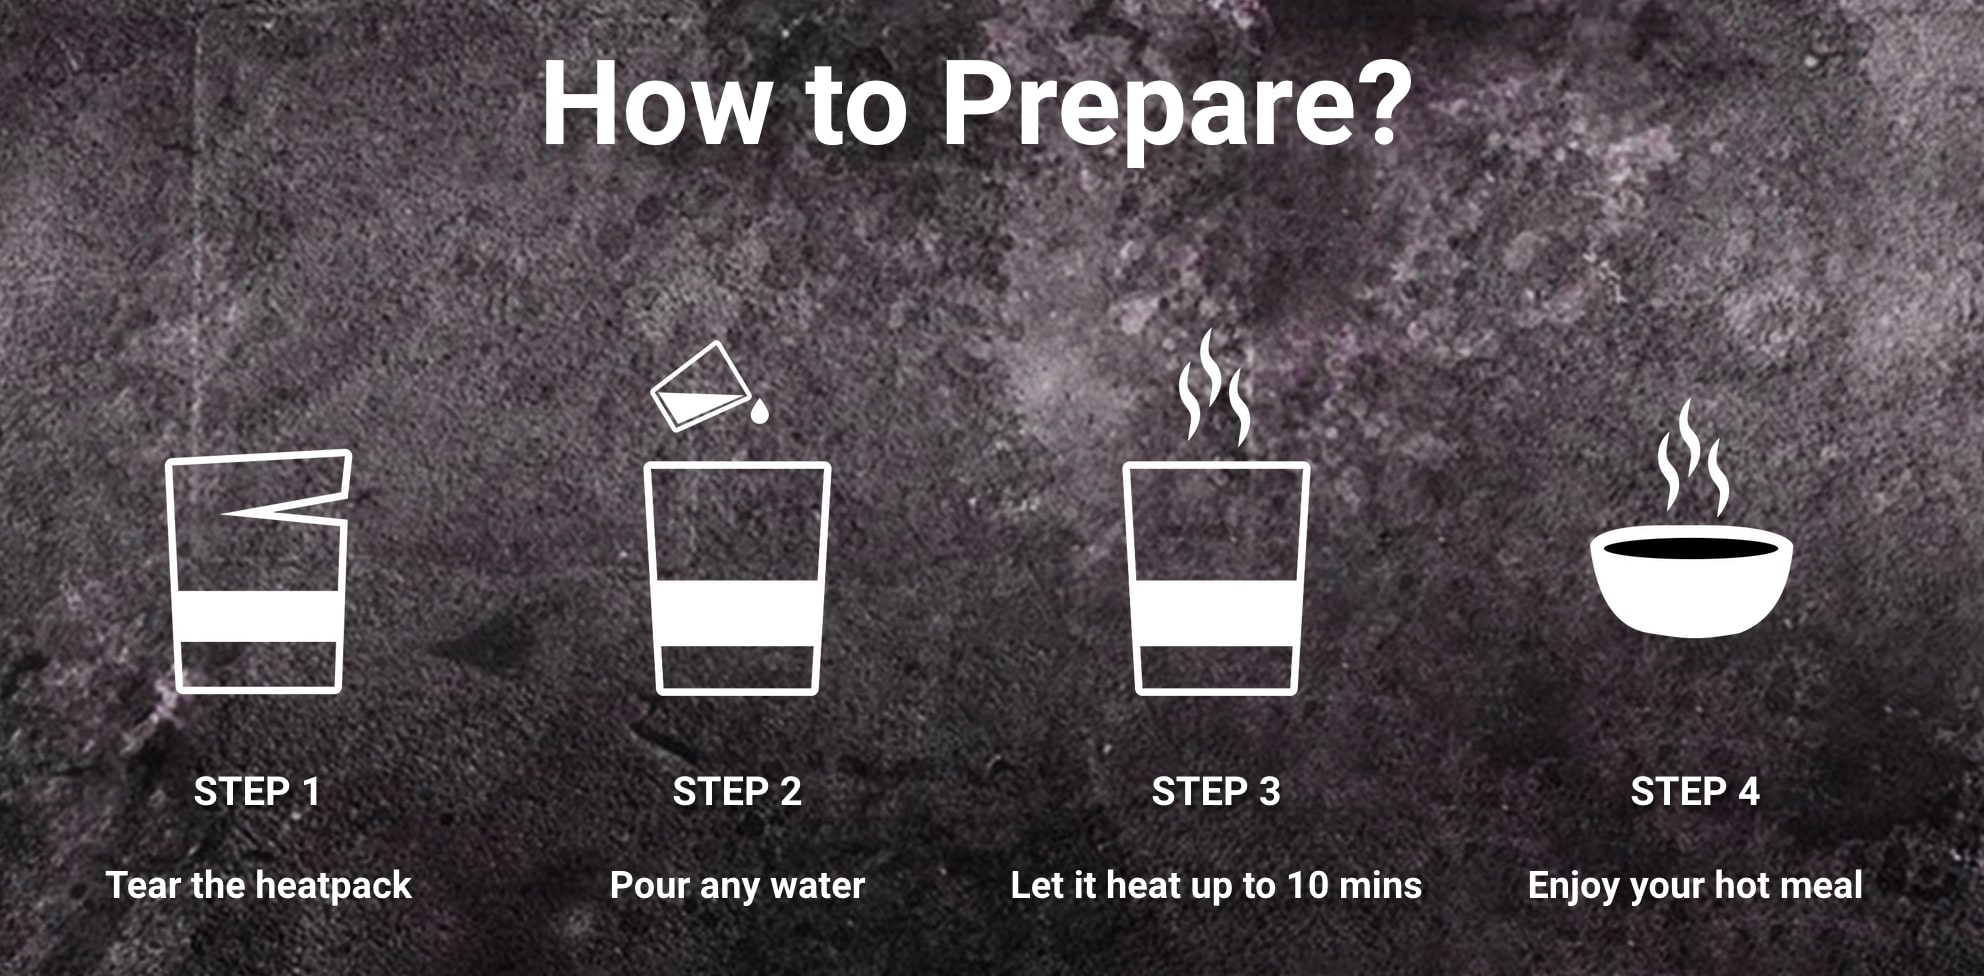 How to Prepare?
STEP 1
Tear the heatpack
STEP 2
Pour any water
STEP 3
Let it heat up to 10 mins
STEP 4
Enjoy your hot meal